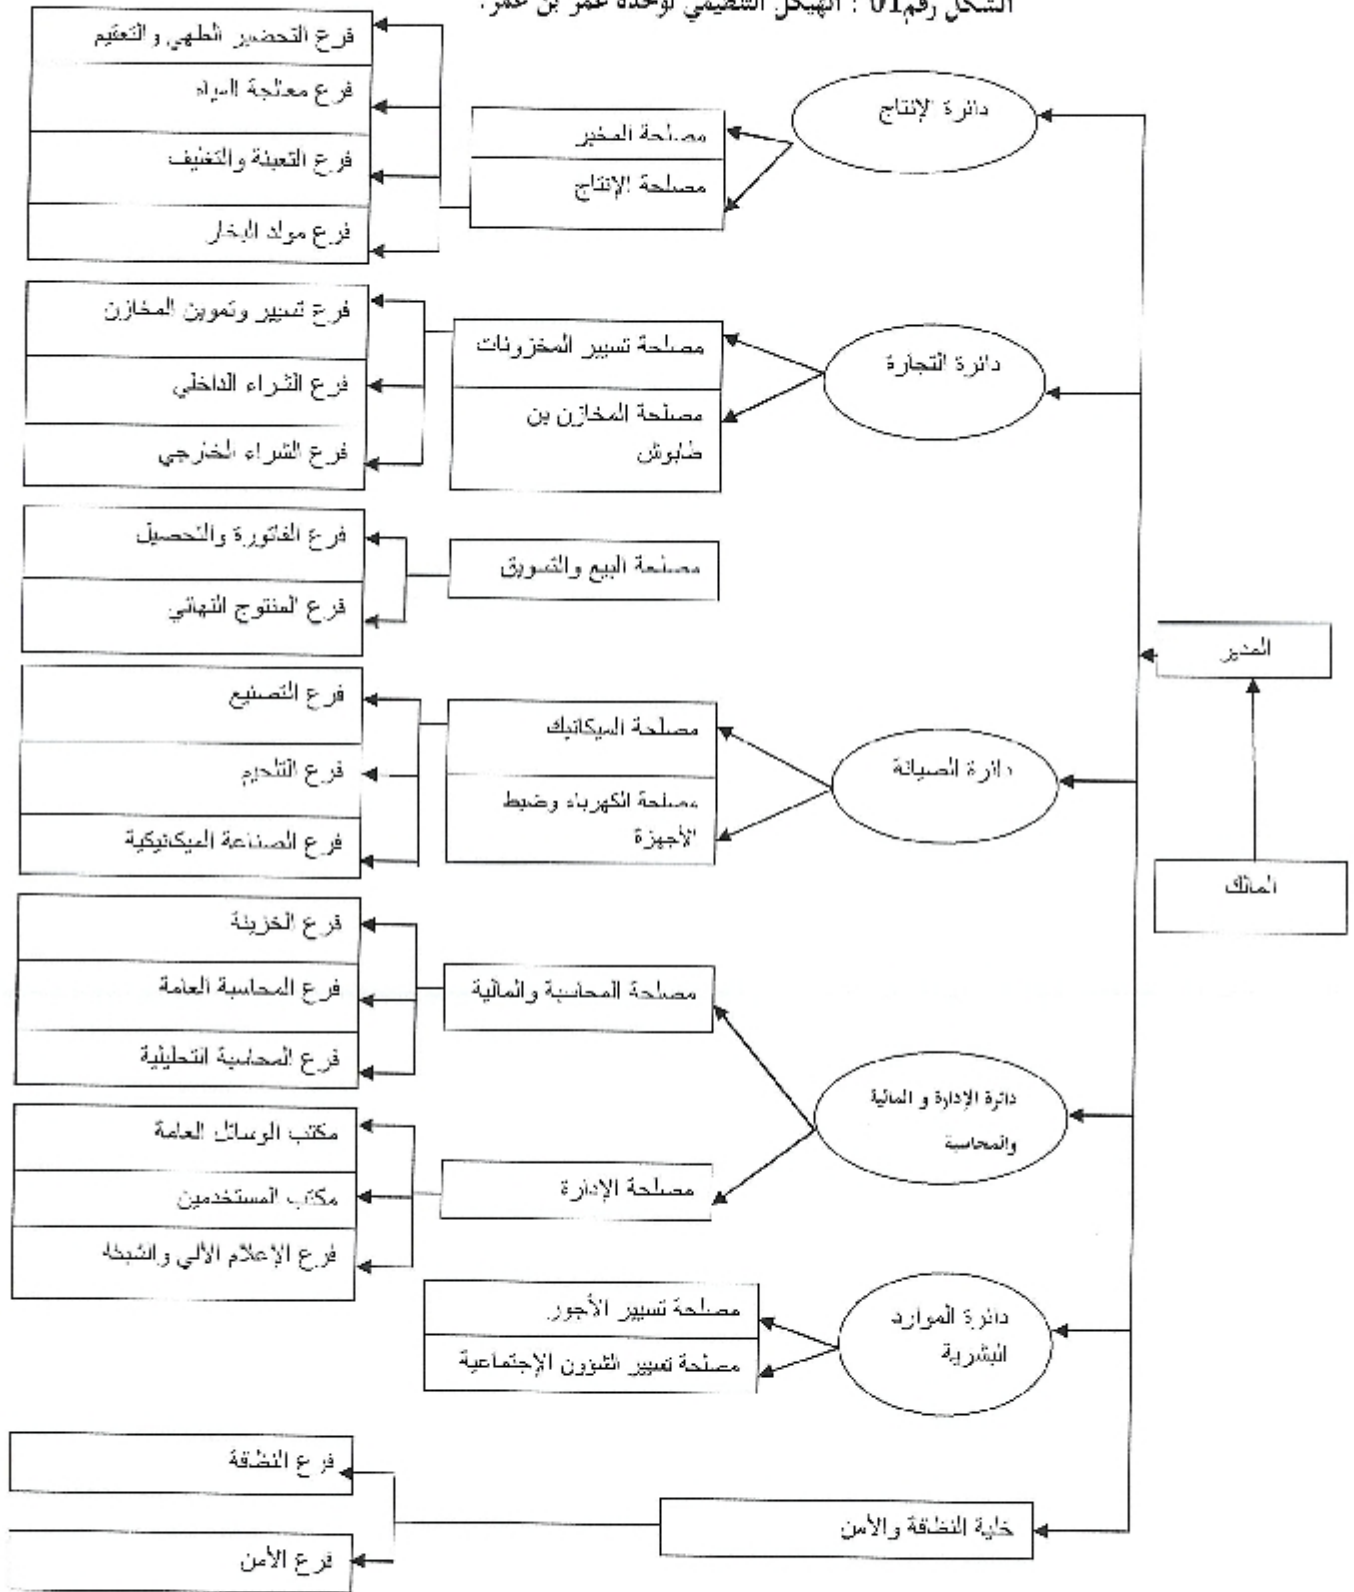 الشكل رقم01 : الهيكل التنظيمي لوحدة عمر بن عمر.
دائرة الإنتاج
مصلحة المخبر
مصلحة الإنتاج
فرع التحضير الطهي والتعقيم
فرع معالجة المياه
فرع التعبئة والتغليف
فرع مولد البخار
دائرة التجارة
مصلحة تسيير المخزونات
مصلحة المخازن بن
طابوش
فرع تسيير وتموين المخازن
فرع الشراء الداخلي
فرع الشراء الخارجي
مصلحة البيع والتسويق
فرع الفاتورة والتحصيل
فرع المنتوج النهائي
المدير
المالك
دائرة الصيانة
مصلحة الميكانيك
مصلحة الكهرباء وضبط
الأجهزة
فرع التصنيع
فرع التلحيم
فرع الصناعة الميكانيكية
دائرة الإدارة و المالية
والمحاسبة
مصلحة المحاسبة والمالية
فرع الخزينة
فرع المحاسبة العامة
فرع المحاسبة التحليلية
مصلحة الإدارة
مكتب الوسائل العامة
مكتب المستخدمين
فرع الإعلام الألي والشبكة
دائرة الموارد
البشرية
مصلحة تسيير الأجور
مصلحة تسيير الشؤون الإجتماعية
خلية النظافة والأمن
فرع النظافة
فرع الأمن